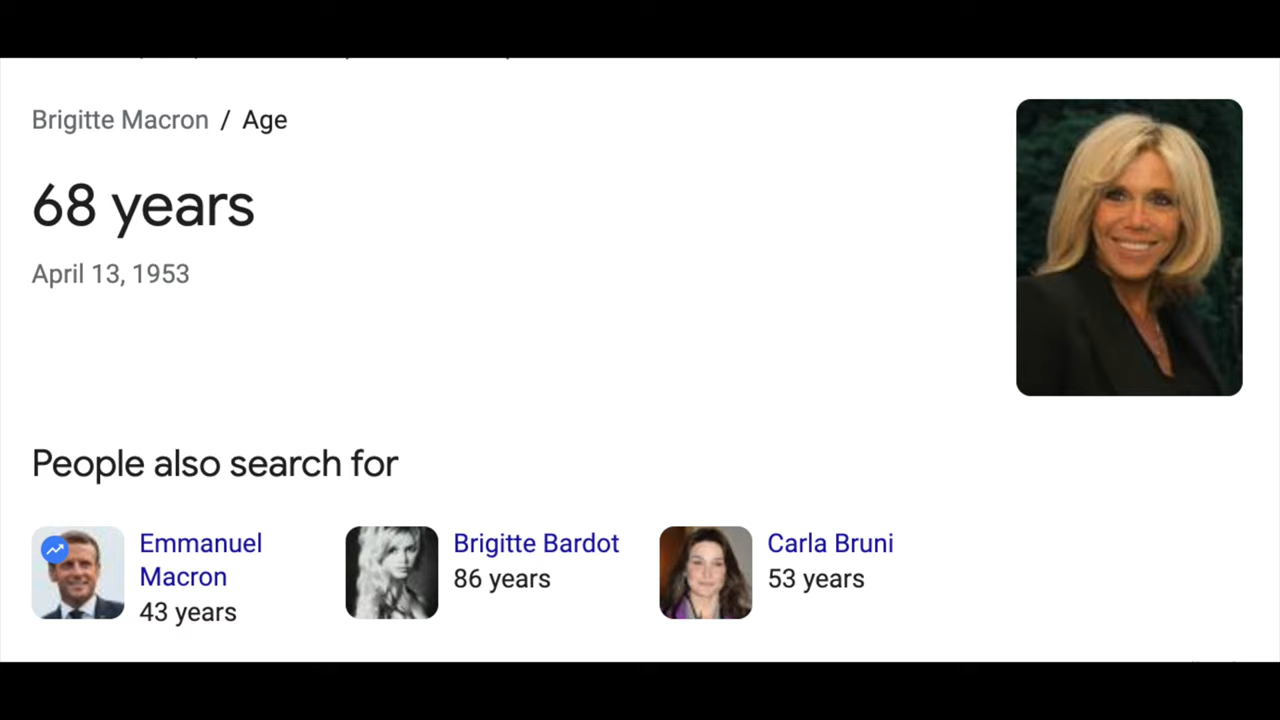 Brigitte Macron / Age
68 years
April 13, 1953
People also search for
Emmanuel
Macron
43 years
Brigitte Bardot
86 years
Carla Bruni
53 years